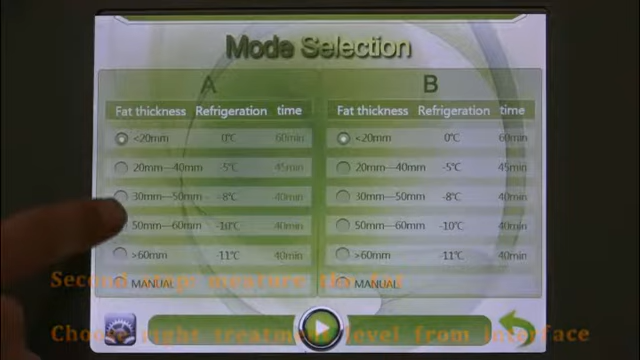 Mode Selection
A B
Fat thickness Refrigeration time Fat thickness Refrigeration time
<20mm 0℃ 60min <20mm 0℃ 60min
20mm—40mm -5℃ 45min 20mm—40mm -5℃ 45min
30mm—50mm -8℃ 40min 30mm—50mm -8℃ 40min
50mm—60mm -10℃ 40min 50mm—60mm -10℃ 40min
>60mm -11℃ 40min >60mm -11℃ 40min
MANUAL MANUAL
Second step: measure the fat
Choose right treatment level from interface